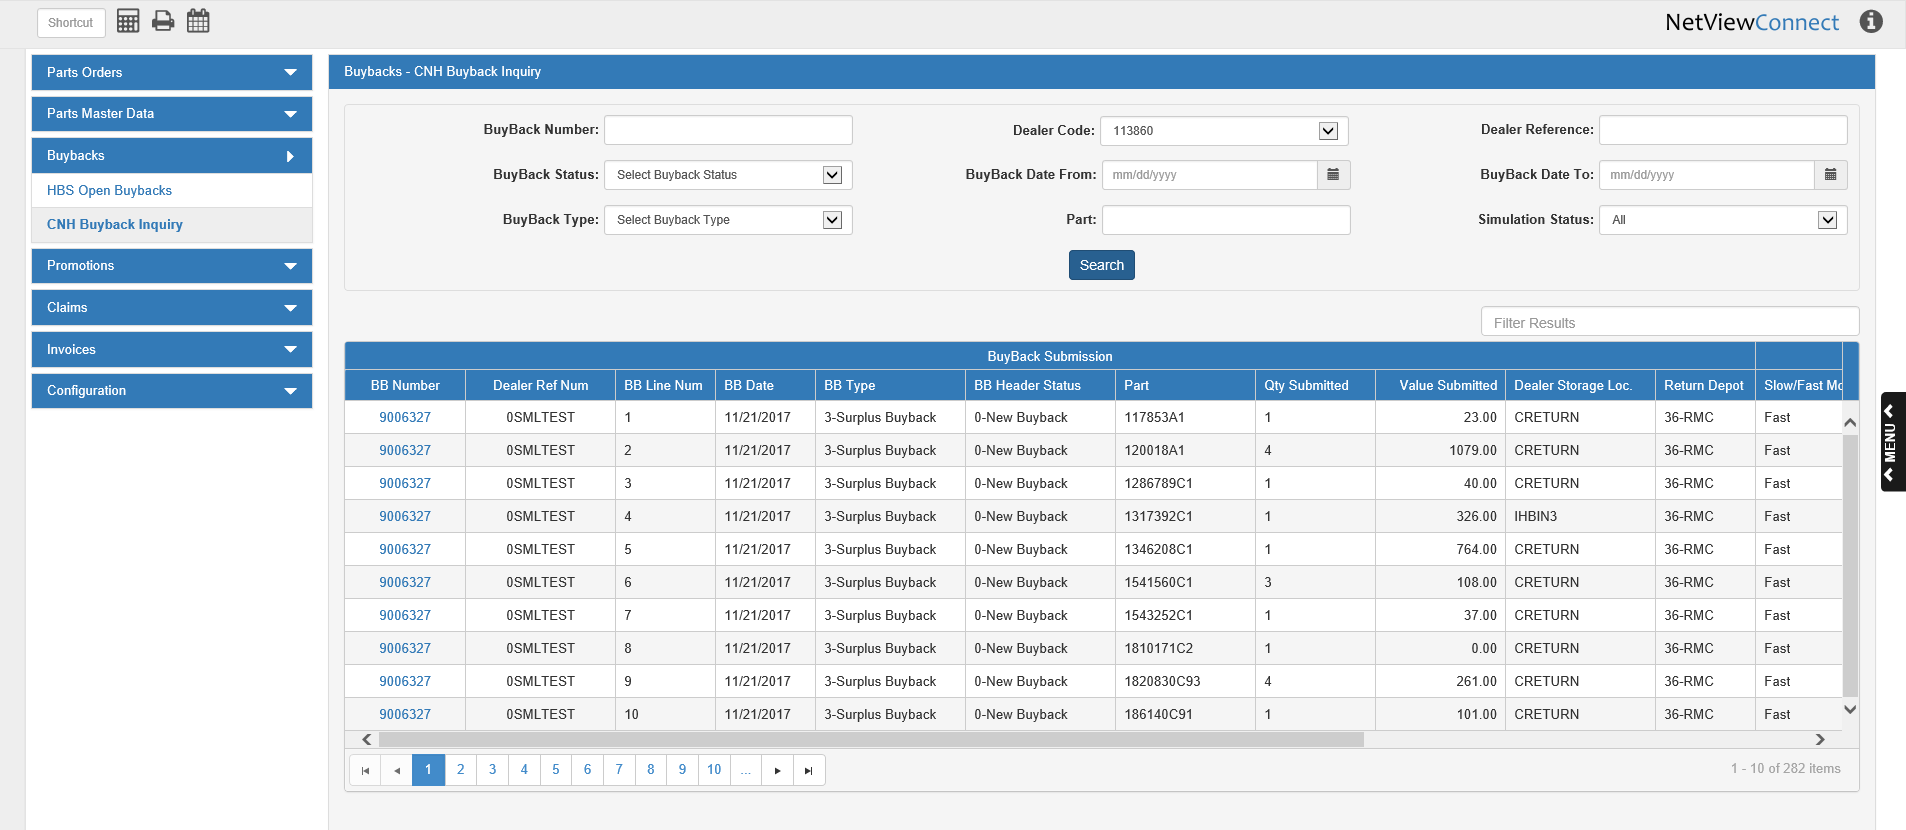 Shortcut
NetViewConnect
Parts Orders
Parts Master Data
Buybacks
HBS Open Buybacks
CNH Buyback Inquiry
Promotions
Claims
Invoices
Configuration
Buybacks - CNH Buyback Inquiry
BuyBack Number: Dealer Code: 113860 Dealer Reference:
BuyBack Status: Select Buyback Status BuyBack Date From: mm/dd/yyyy BuyBack Date To: mm/dd/yyyy
BuyBack Type: Select Buyback Type Part: Simulation Status: All
Search
Filter Results
BuyBack Submission
BB Number Dealer Ref Num BB Line Num BB Date BB Type BB Header Status Part Qty Submitted Value Submitted Dealer Storage Loc. Return Depot Slow/Fast Mo
9006327 0SMLTEST 1 11/21/2017 3-Surplus Buyback 0-New Buyback 117853A1 1 23.00 CRETURN 36-RMC Fast
9006327 0SMLTEST 2 11/21/2017 3-Surplus Buyback 0-New Buyback 120018A1 4 1079.00 CRETURN 36-RMC Fast
9006327 0SMLTEST 3 11/21/2017 3-Surplus Buyback 0-New Buyback 1286789C1 1 40.00 CRETURN 36-RMC Fast
9006327 0SMLTEST 4 11/21/2017 3-Surplus Buyback 0-New Buyback 1317392C1 1 326.00 IHBIN3 36-RMC Fast
9006327 0SMLTEST 5 11/21/2017 3-Surplus Buyback 0-New Buyback 1346208C1 1 764.00 CRETURN 36-RMC Fast
9006327 0SMLTEST 6 11/21/2017 3-Surplus Buyback 0-New Buyback 1541560C1 3 108.00 CRETURN 36-RMC Fast
9006327 0SMLTEST 7 11/21/2017 3-Surplus Buyback 0-New Buyback 1543252C1 1 37.00 CRETURN 36-RMC Fast
9006327 0SMLTEST 8 11/21/2017 3-Surplus Buyback 0-New Buyback 1810171C2 1 0.00 CRETURN 36-RMC Fast
9006327 0SMLTEST 9 11/21/2017 3-Surplus Buyback 0-New Buyback 1820830C93 4 261.00 CRETURN 36-RMC Fast
9006327 0SMLTEST 10 11/21/2017 3-Surplus Buyback 0-New Buyback 186140C91 1 101.00 CRETURN 36-RMC Fast
1 2 3 4 5 6 7 8 9 10 ...
1 - 10 of 282 items
MENU